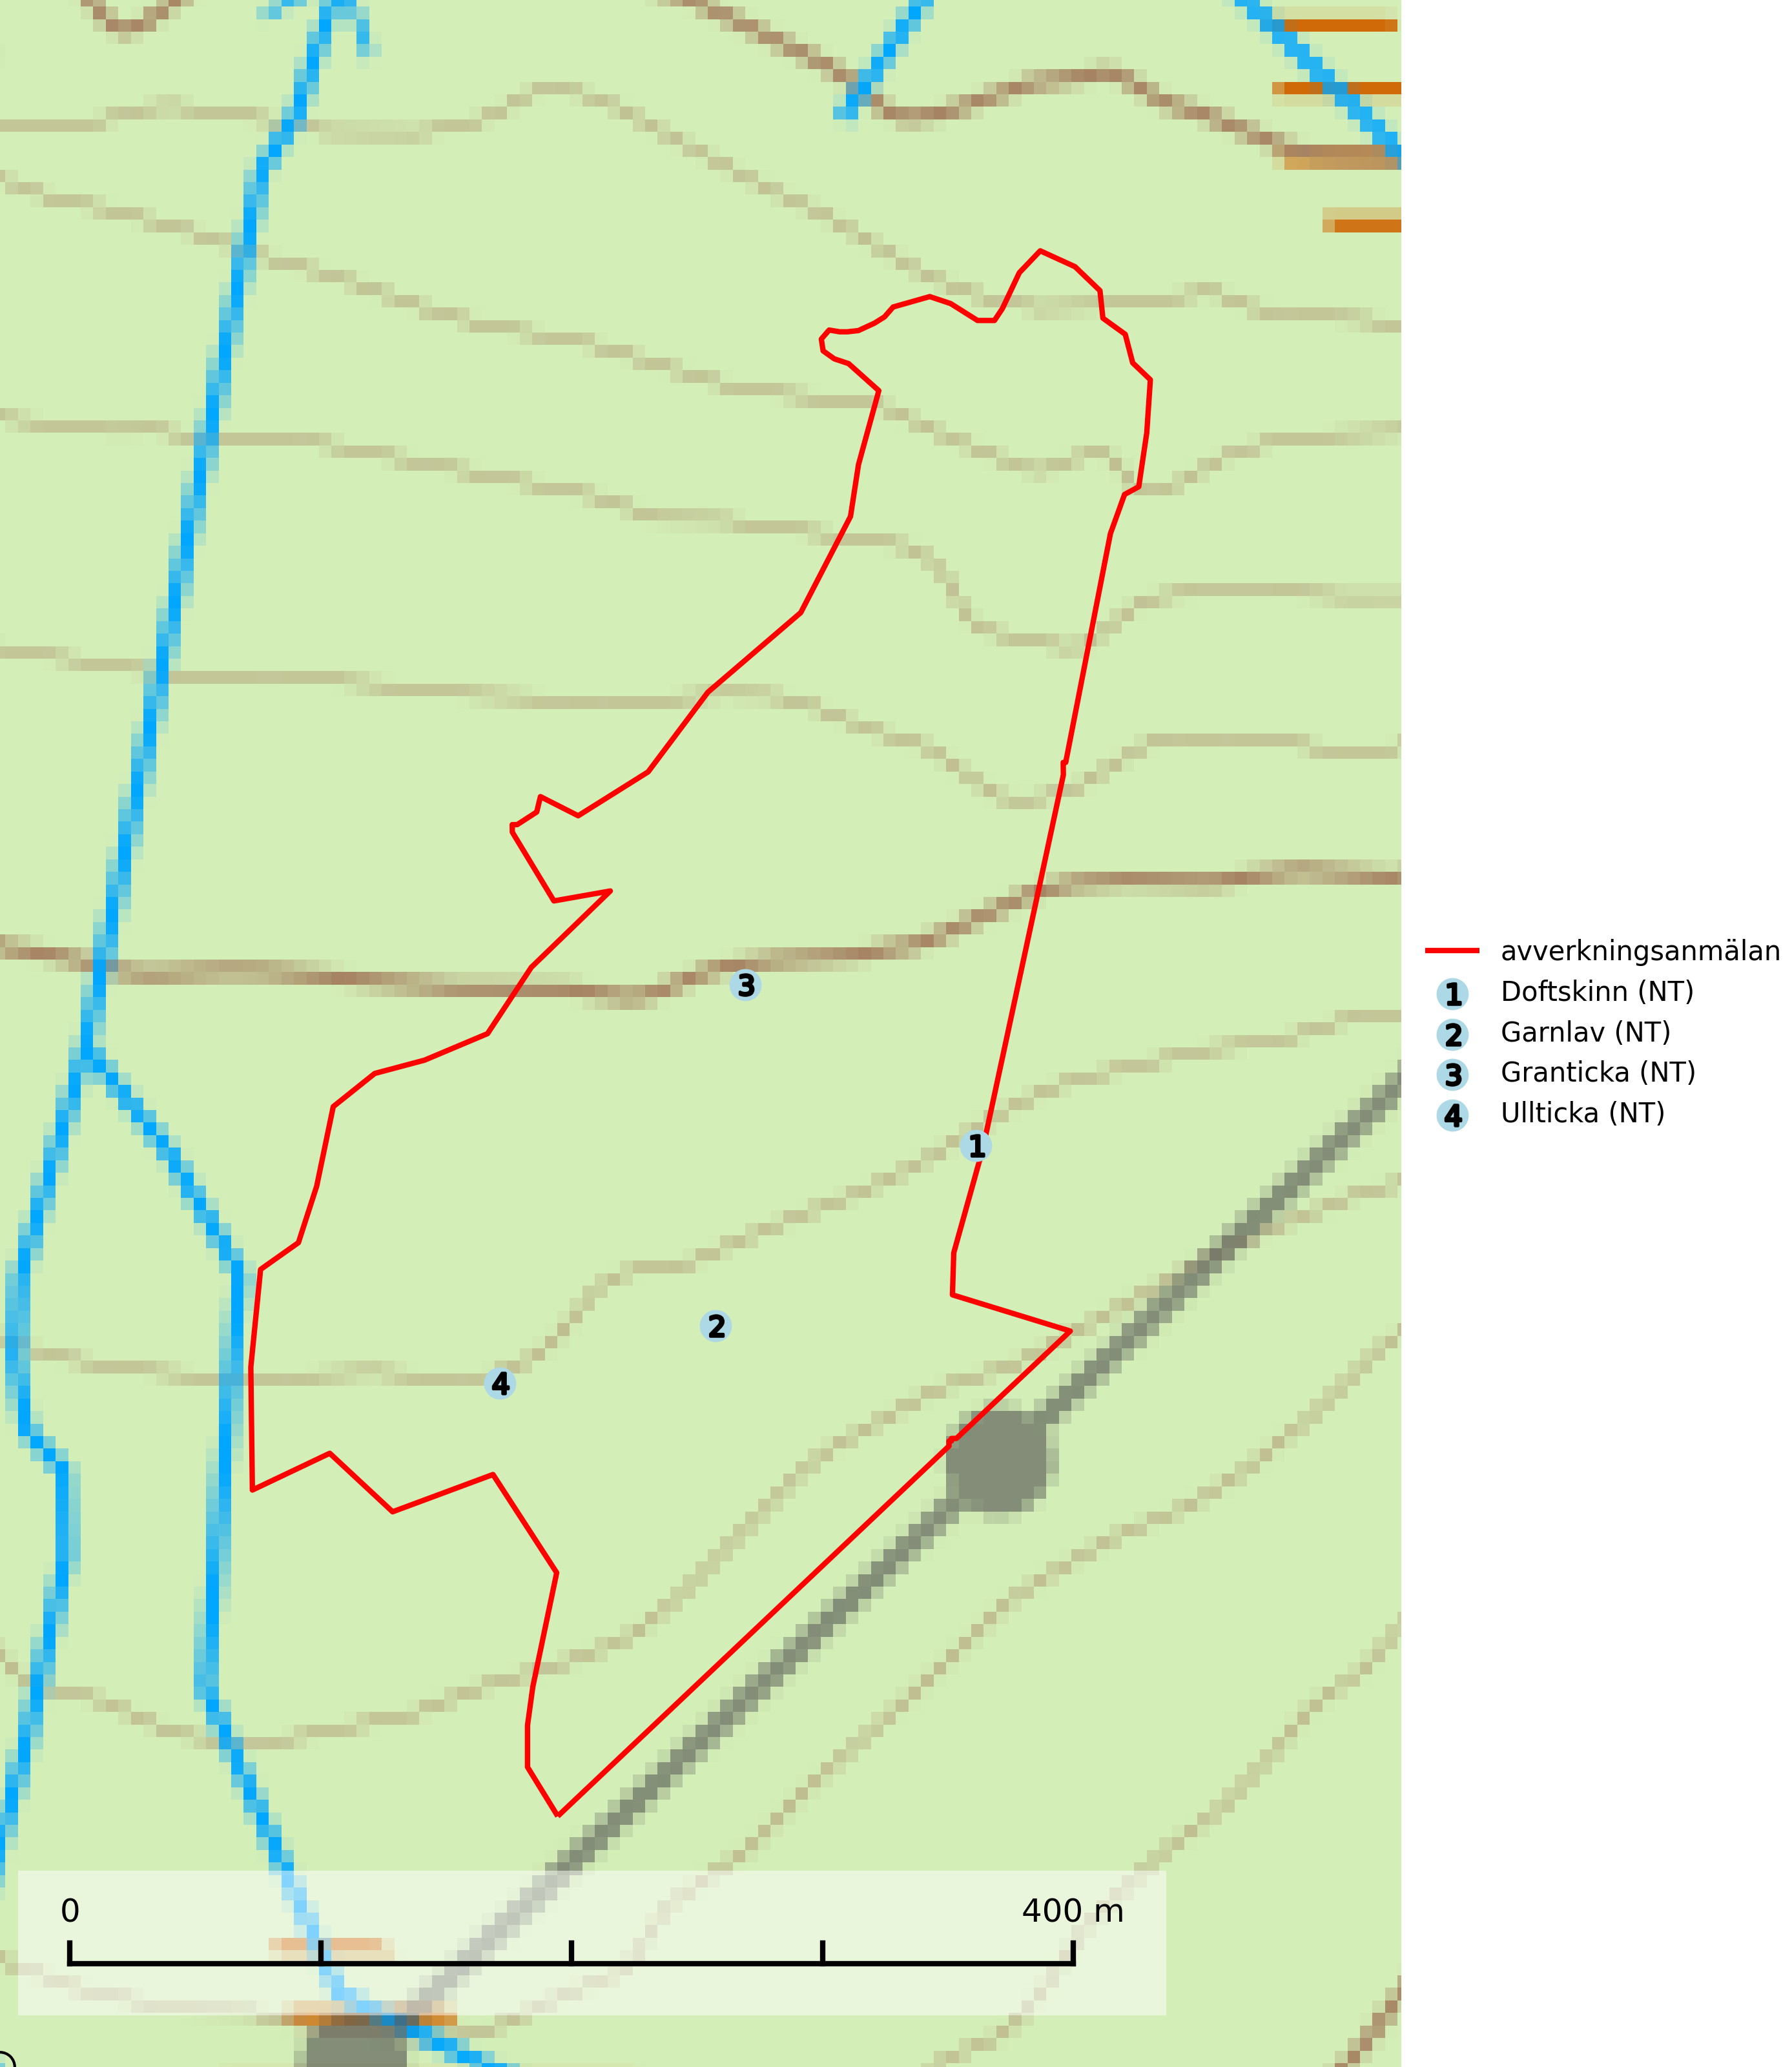 3
1
2
4
avverkningsanmälan
1 Doftskinn (NT)
2 Garnlav (NT)
3 Granticka (NT)
4 Ullticka (NT)
0 400 m